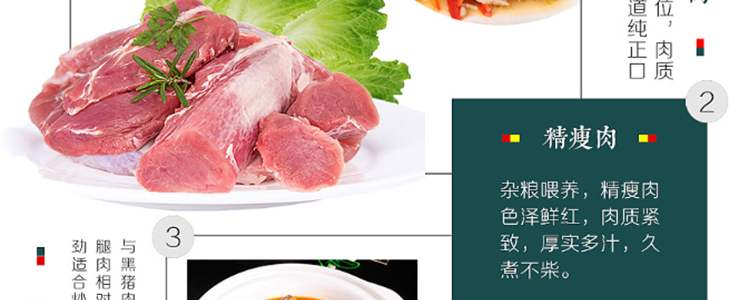 位，肉质
道纯正口
2
精瘦肉
杂粮喂养，精瘦肉
色泽鲜红，肉质紧
致，厚实多汁，久
煮不柴。
3
与黑猪肉
腿肉相对
劲适合炒